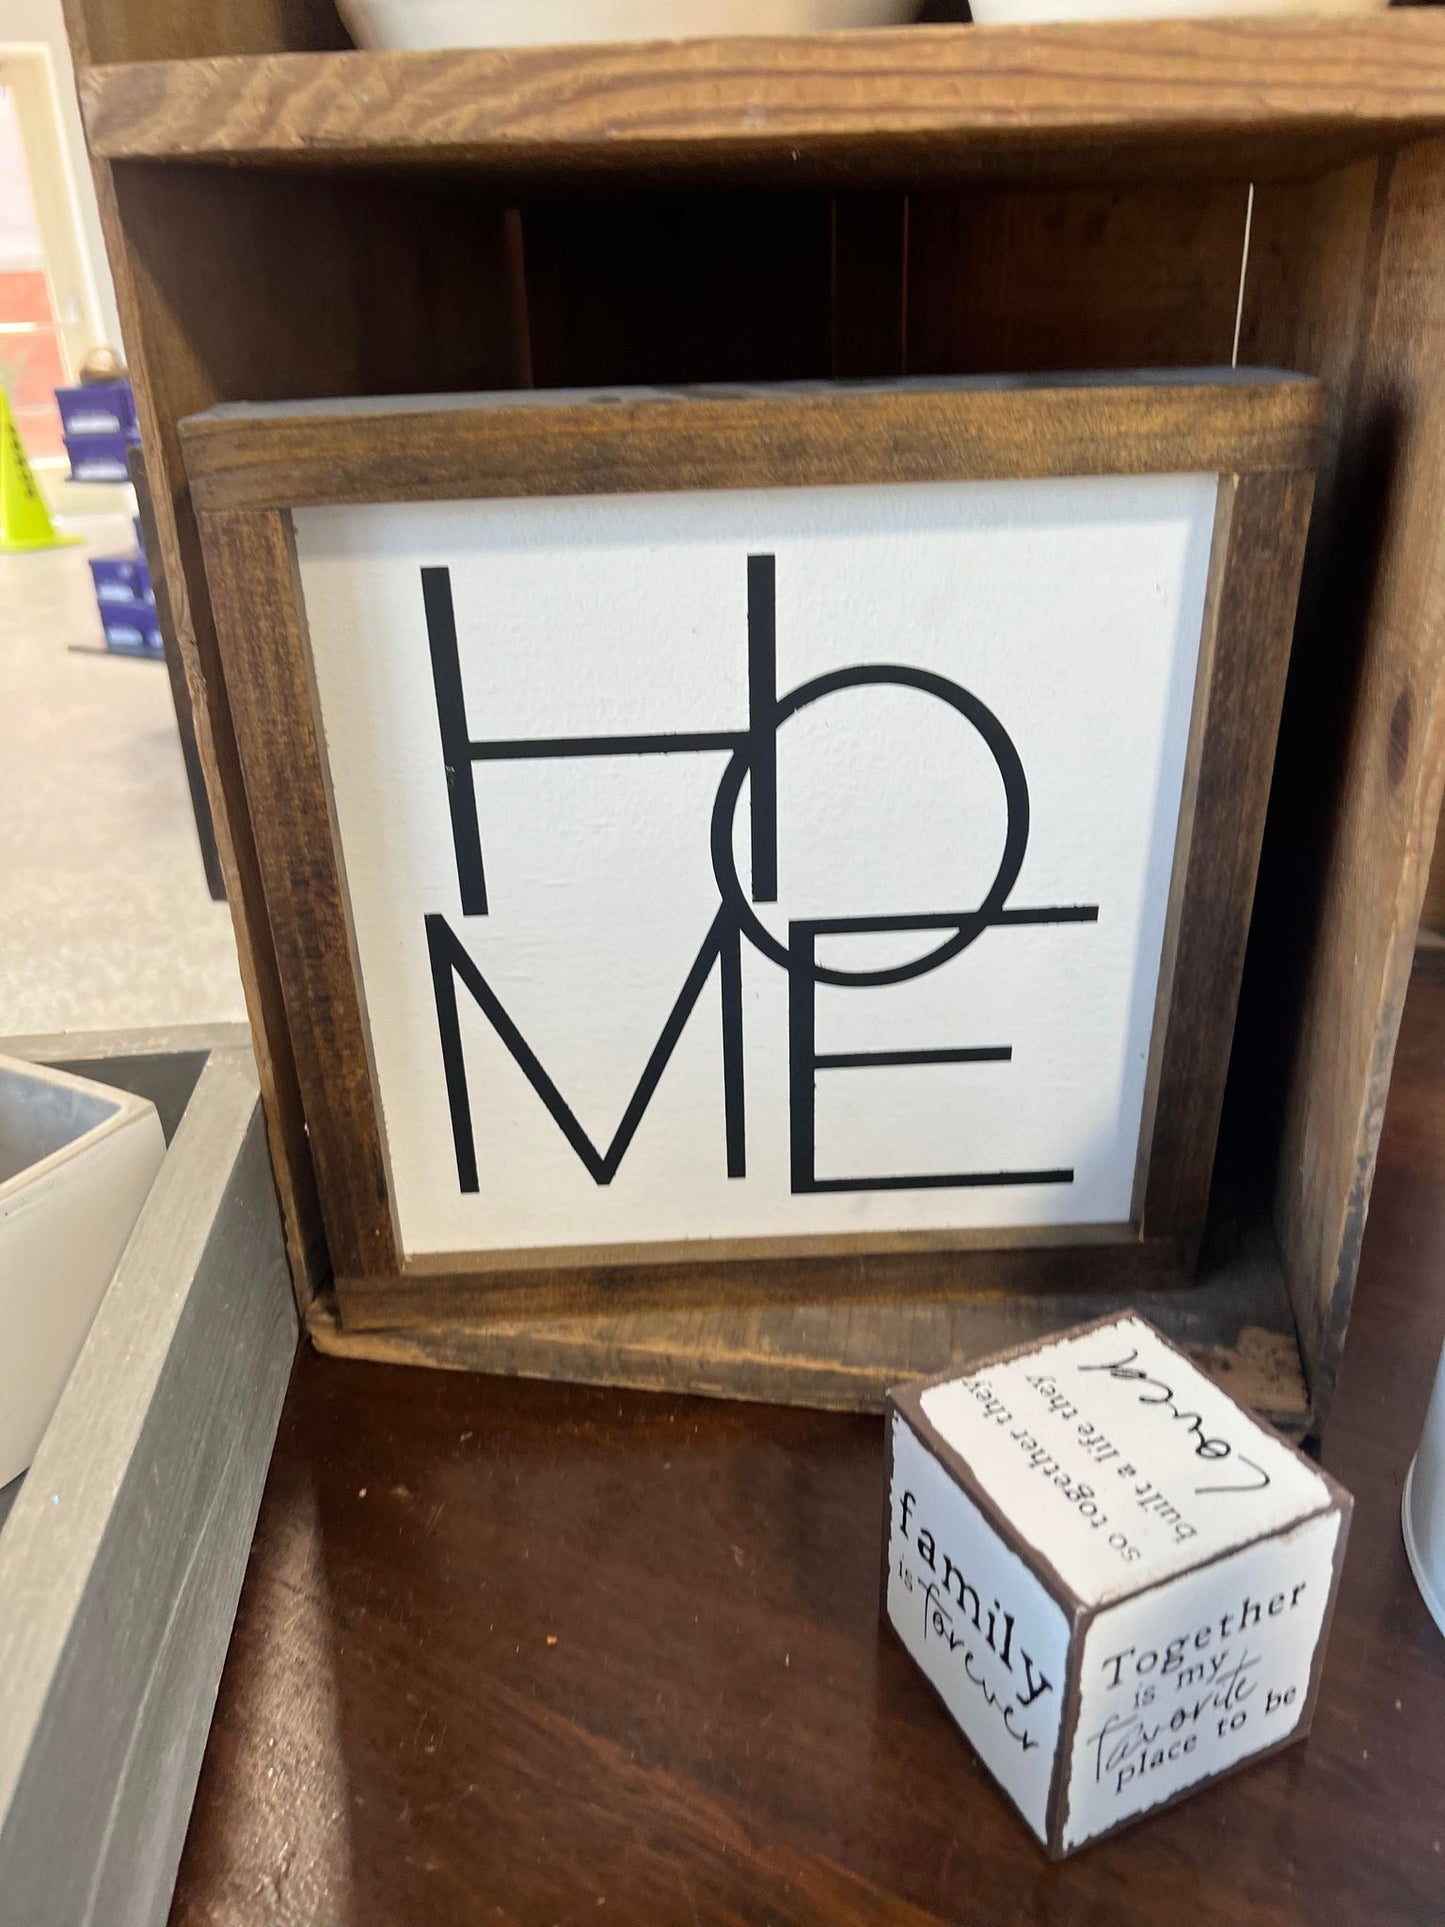 HO
ME
so together they
built a life they
Loved
family
is forever
Together
is my
favorite
place to be